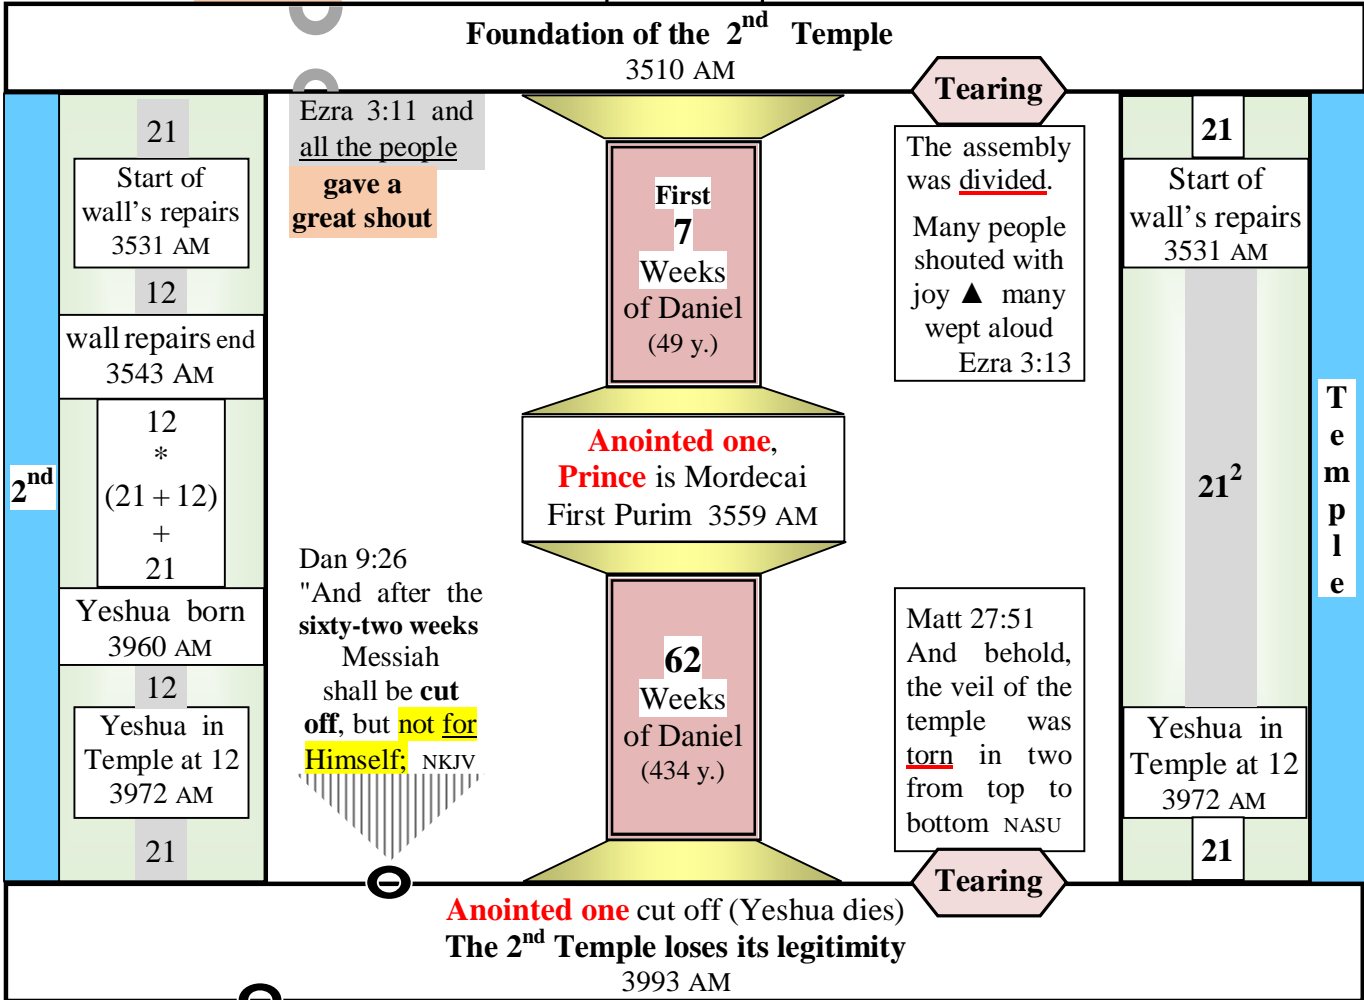 Foundation of the 2nd Temple
3510 AM
2nd
21
Start of
wall's repairs
3531 AM
12
wall repairs end
3543 AM
12
*
(21 + 12)
+
21
Yeshua born
3960 AM
12
Yeshua in
Temple at 12
3972 AM
21
Ezra 3:11 and
all the people
gave a
great shout
Dan 9:26
"And after the
sixty-two weeks
Messiah
shall be cut
off, but not for
Himself; NKJV
First
7
Weeks
of Daniel
(49 y.)
Anointed one,
Prince is Mordecai
First Purim 3559 AM
62
Weeks
of Daniel
(434 y.)
Tearing
The assembly
was divided.
Many people
shouted with
joy ▲ many
wept aloud
Ezra 3:13
Matt 27:51
And behold,
the veil of the
temple was
torn in two
from top to
bottom NASU
Tearing
21
Start of
wall's repairs
3531 AM
21²
Yeshua in
Temple at 12
3972 AM
21
T
e
m
p
l
e
Anointed one cut off (Yeshua dies)
The 2nd Temple loses its legitimity
3993 AM